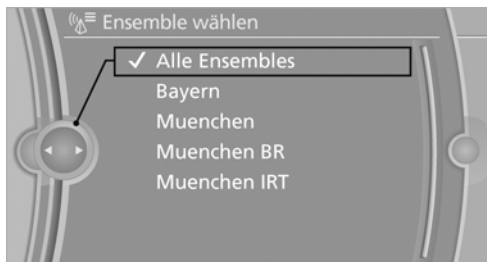 Ensemble wählen
✓ Alle Ensembles
Bayern
Muenchen
Muenchen BR
Muenchen IRT